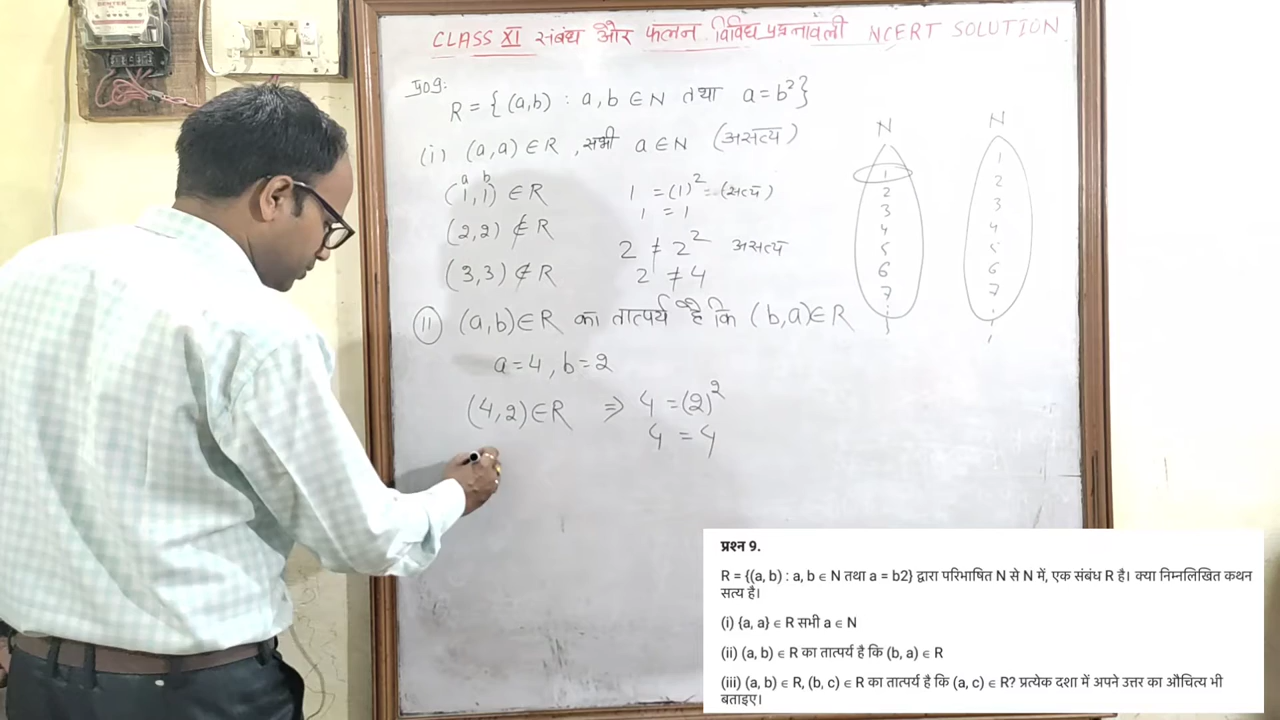 CLASS XI संबंध और फलन विविध प्रश्नावली NCERT SOLUTION
प्र०9:
R = { (a,b) : a,b ∈ N तथा a = b² }
(i) (a,a) ∈ R , सभी a ∈ N (असत्य)
a b
(1,1) ∈ R 1 = (1)² = (सत्य)
1 = 1
(2,2) ∉ R 2 ≠ 2² असत्य
(3,3) ∉ R 2 ≠ 4
(ii) (a,b) ∈ R का तात्पर्य है कि (b,a) ∈ R
a=4 , b=2
(4,2) ∈ R ⇒ 4 = (2)²
4 = 4
N
1
2
3
4
5
6
7
N
1
2
3
4
5
6
7
प्रश्न 9.
R = {(a, b) : a, b ∈ N तथा a = b2} द्वारा परिभाषित N से N में, एक संबंध R है। क्या निम्नलिखित कथन
सत्य है।
(i) {a, a} ∈ R सभी a ∈ N
(ii) (a, b) ∈ R का तात्पर्य है कि (b, a) ∈ R
(iii) (a, b) ∈ R, (b, c) ∈ R का तात्पर्य है कि (a, c) ∈ R? प्रत्येक दशा में अपने उत्तर का औचित्य भी
बताइए।